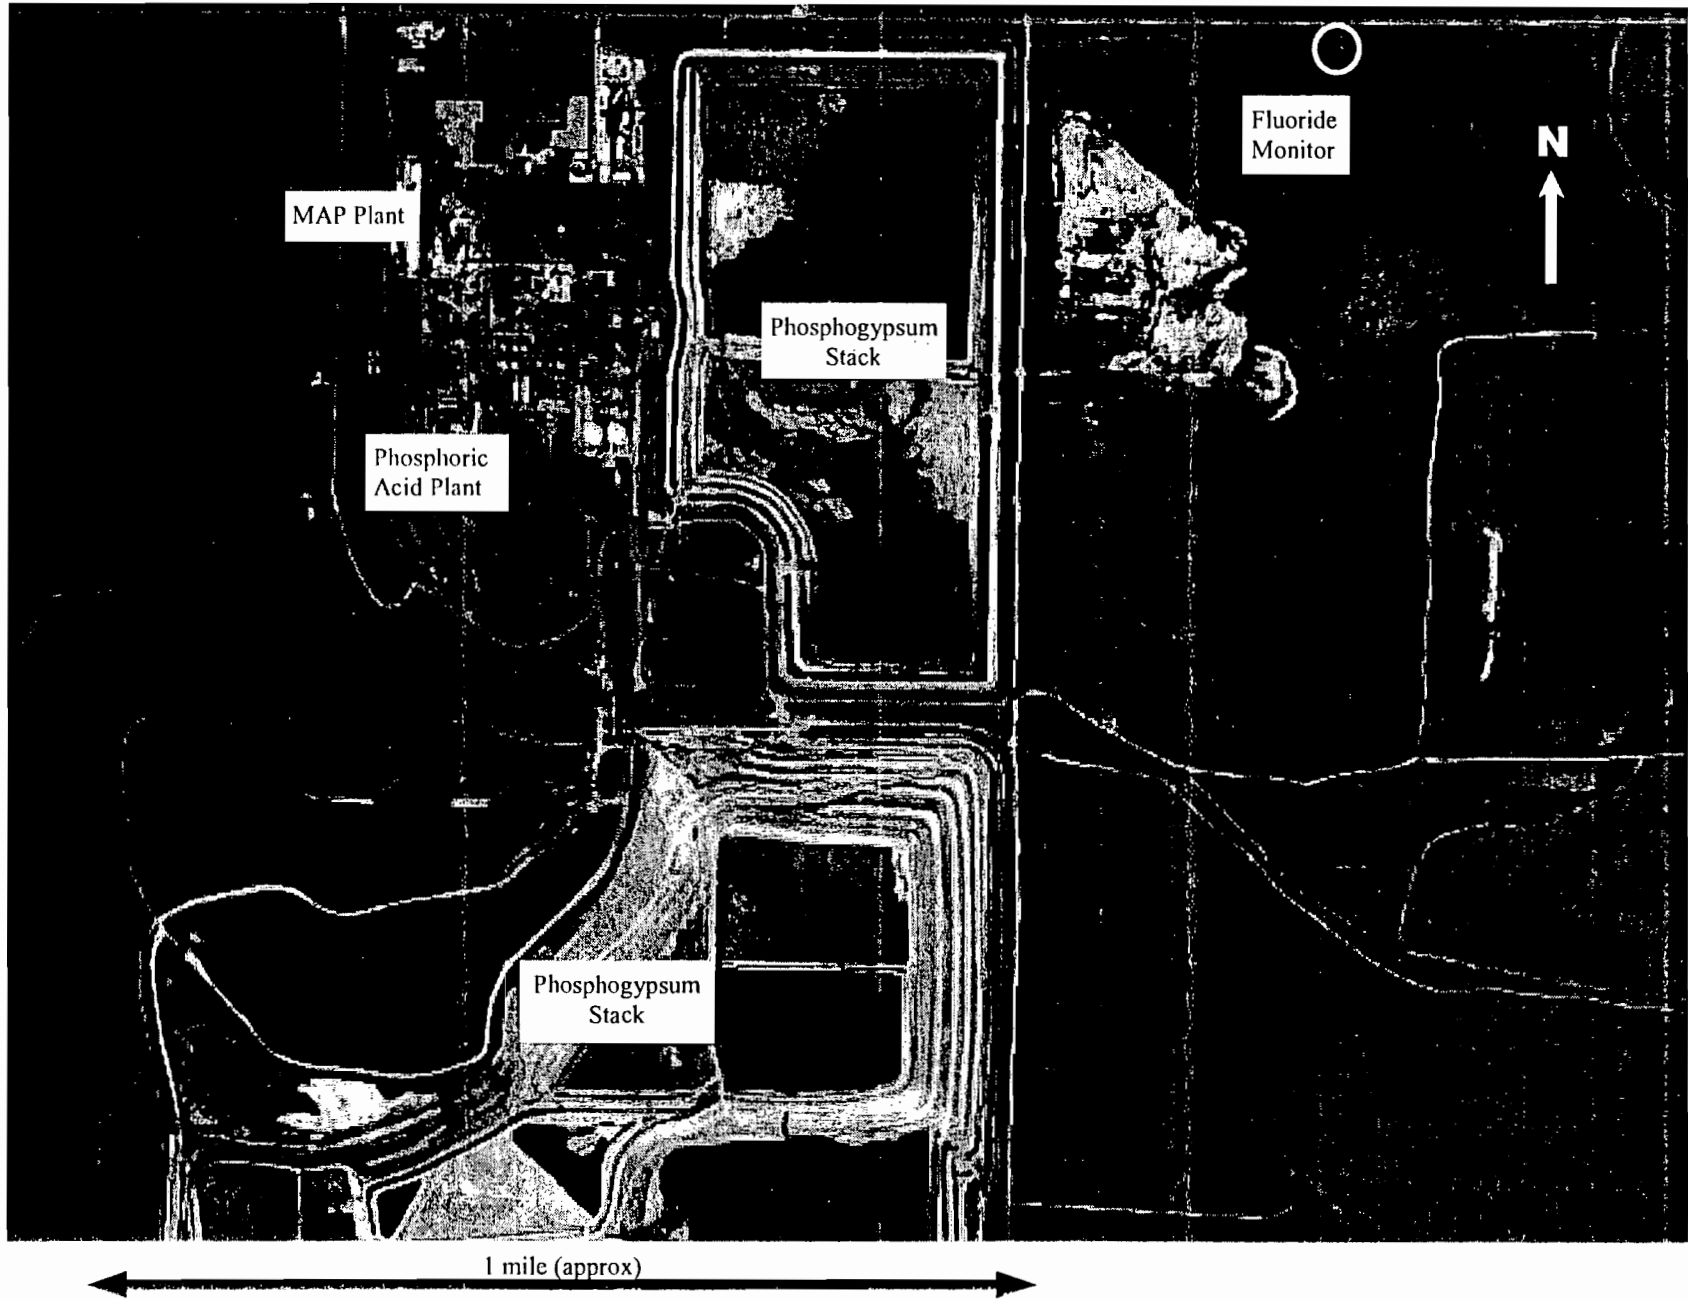 Fluoride
Monitor
N
MAP Plant
Phosphogypsum
Stack
Phosphoric
Acid Plant
Phosphogypsum
Stack
1 mile (approx)